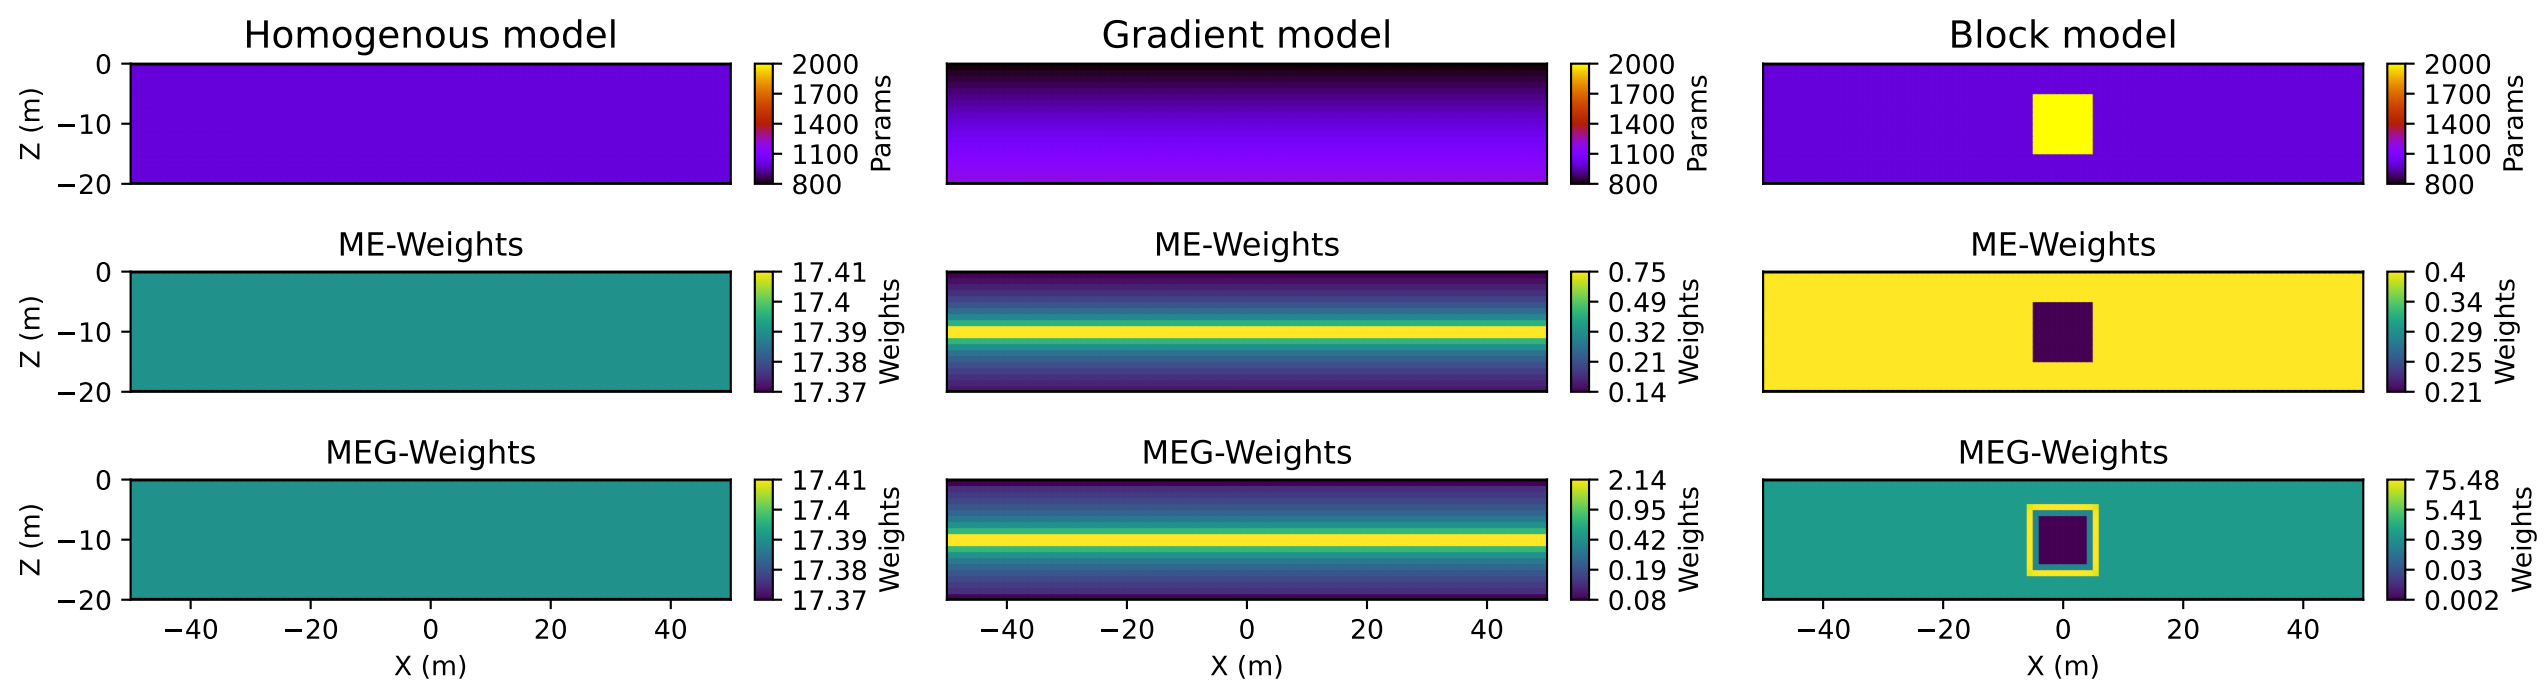 Homogenous model
Gradient model
Block model
0
−10
−20
Z (m)
2000
1700
1400
1100
800
Params
2000
1700
1400
1100
800
Params
2000
1700
1400
1100
800
Params
ME-Weights
ME-Weights
ME-Weights
0
−10
−20
Z (m)
17.41
17.4
17.39
17.38
17.37
Weights
0.75
0.49
0.32
0.21
0.14
Weights
0.4
0.34
0.29
0.25
0.21
Weights
MEG-Weights
MEG-Weights
MEG-Weights
0
−10
−20
Z (m)
17.41
17.4
17.39
17.38
17.37
Weights
2.14
0.95
0.42
0.19
0.08
Weights
75.48
5.41
0.39
0.03
0.002
Weights
−40 −20 0 20 40
−40 −20 0 20 40
−40 −20 0 20 40
X (m)
X (m)
X (m)